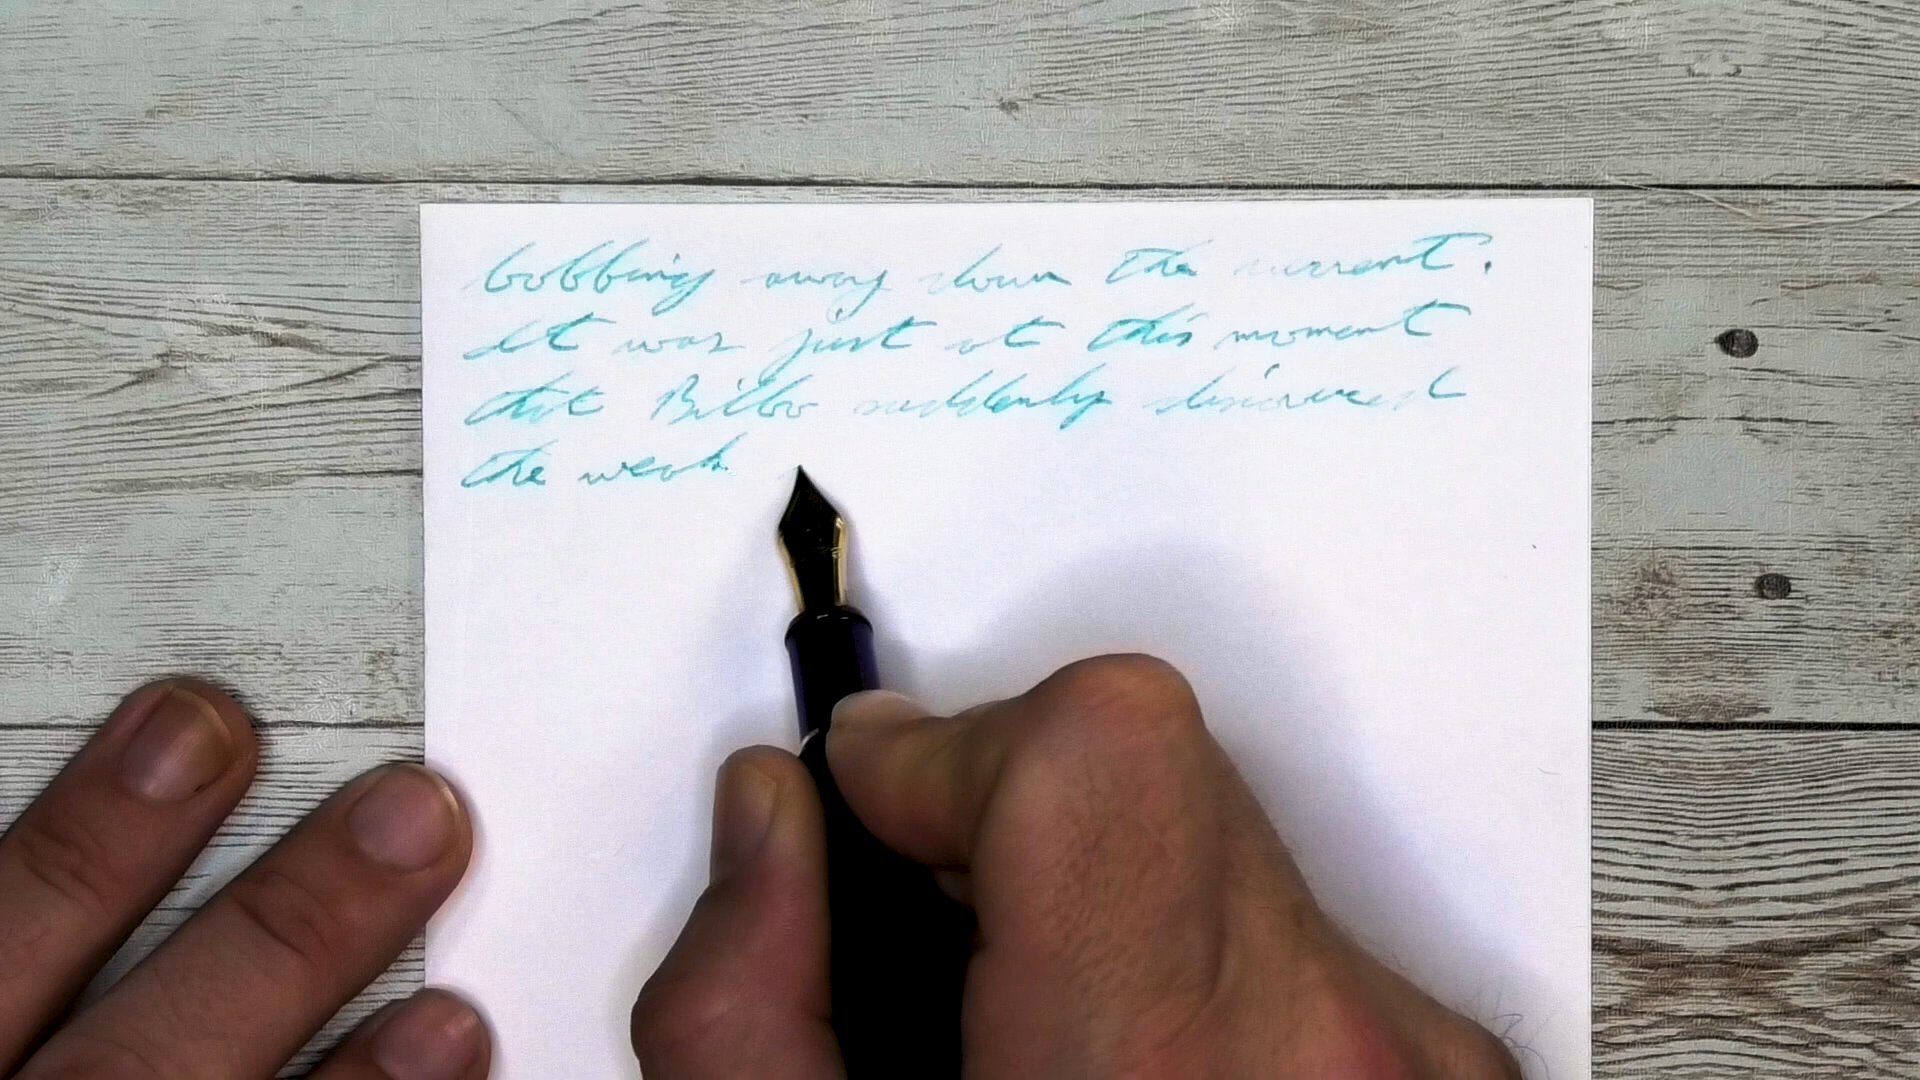 bobbing away down the current.
It was just at this moment
that Bilbo suddenly discovered
the weak